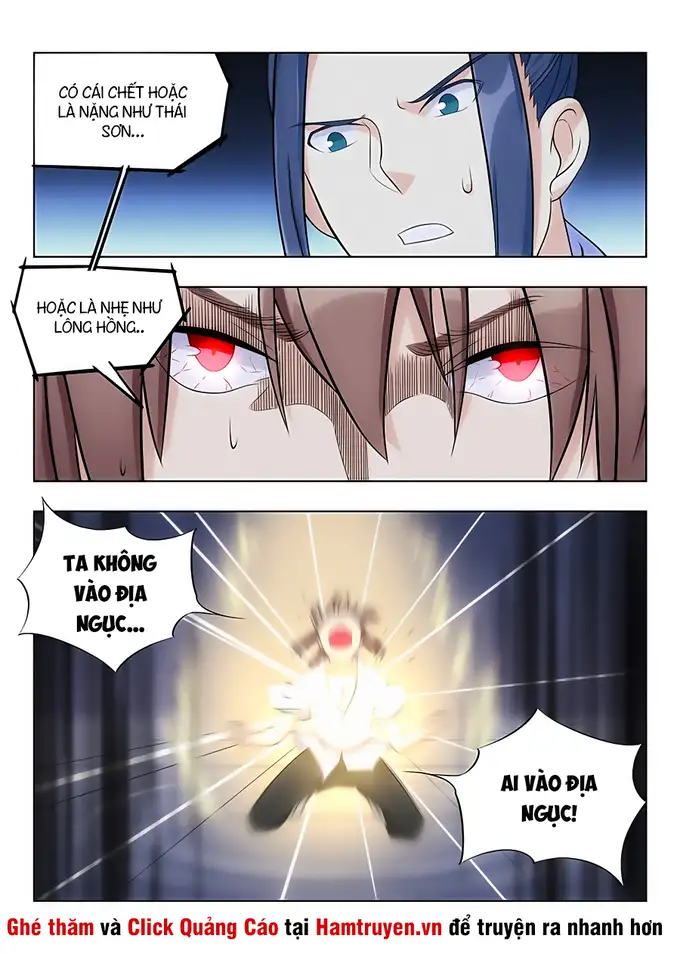 CÓ CÁI CHẾT HOẶC
LÀ NẶNG NHƯ THÁI
SƠN...
HOẶC LÀ NHẸ NHƯ
LÔNG HỒNG..
TA KHÔNG
VÀO ĐỊA
NGỤC...
AI VÀO ĐỊA
NGỤC!
Ghé thăm và Click Quảng Cáo tại Hamtruyen.vn để truyện ra nhanh hơn